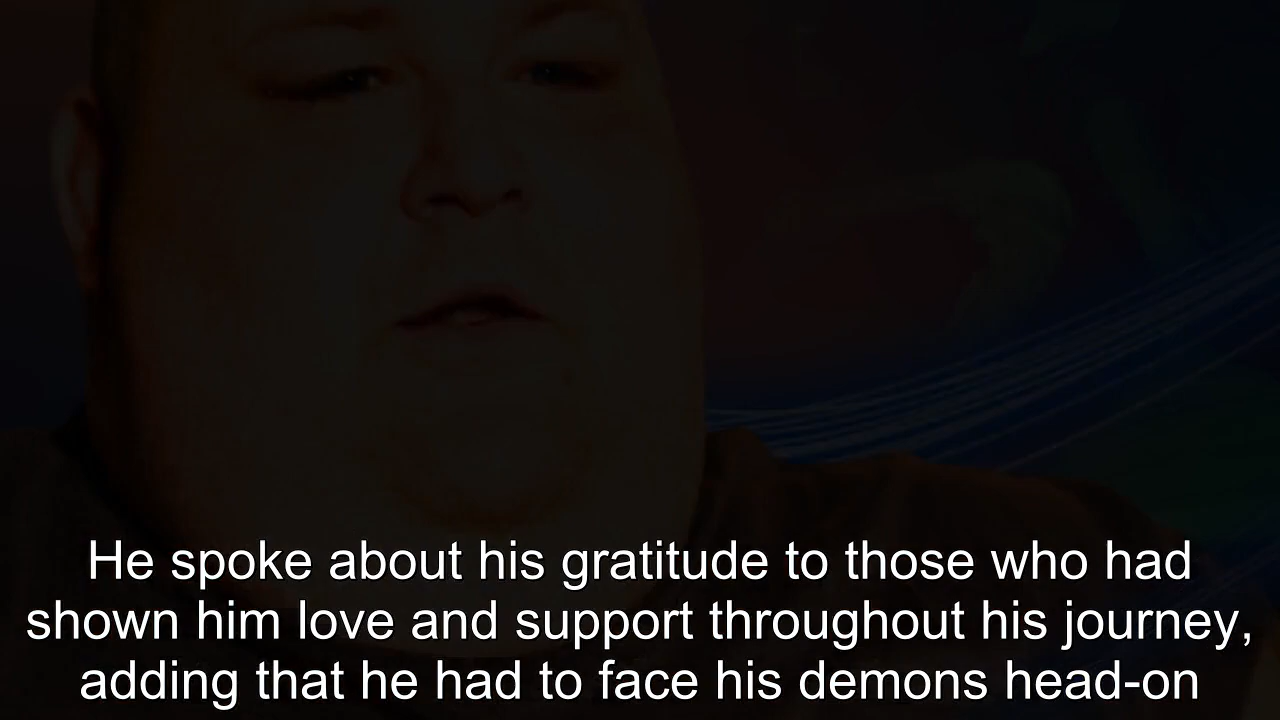 He spoke about his gratitude to those who had
shown him love and support throughout his journey,
adding that he had to face his demons head-on